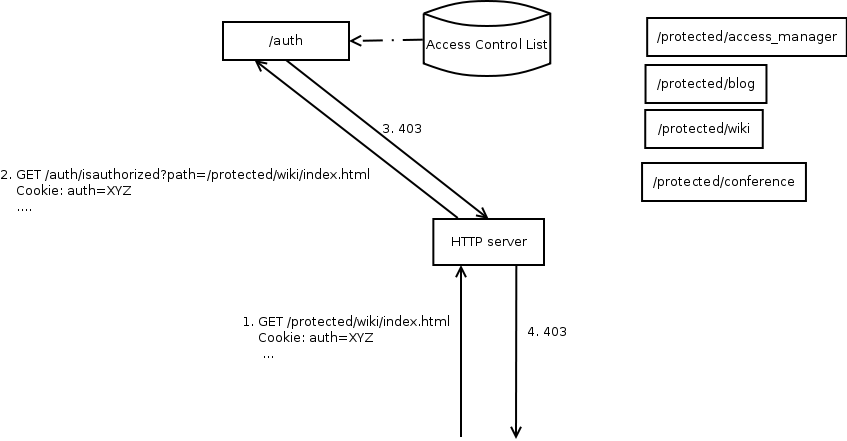 /auth
Access Control List
/protected/access_manager
/protected/blog
/protected/wiki
/protected/conference
3. 403
2. GET /auth/isauthorized?path=/protected/wiki/index.html
Cookie: auth=XYZ
....
HTTP server
1. GET /protected/wiki/index.html
Cookie: auth=XYZ
...
4. 403